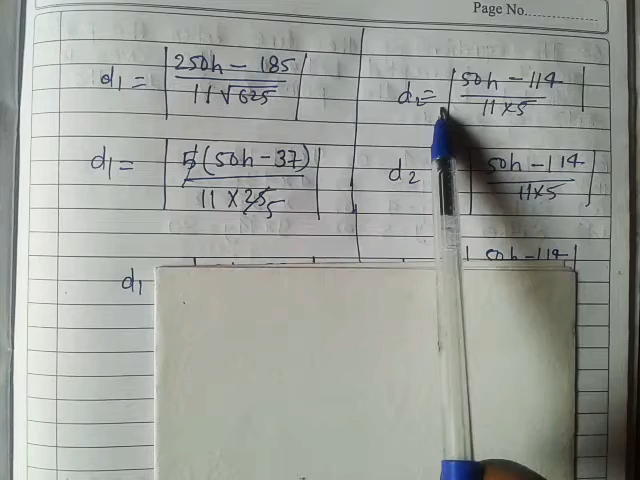 Page No.
d1 = |250h - 185 / 11√625|
d2 = |50h - 114 / 11×5|
d1 = |5(50h - 37) / 11×25 5|
d2 |50h - 114 / 11×5|
d1 |50h - 114|